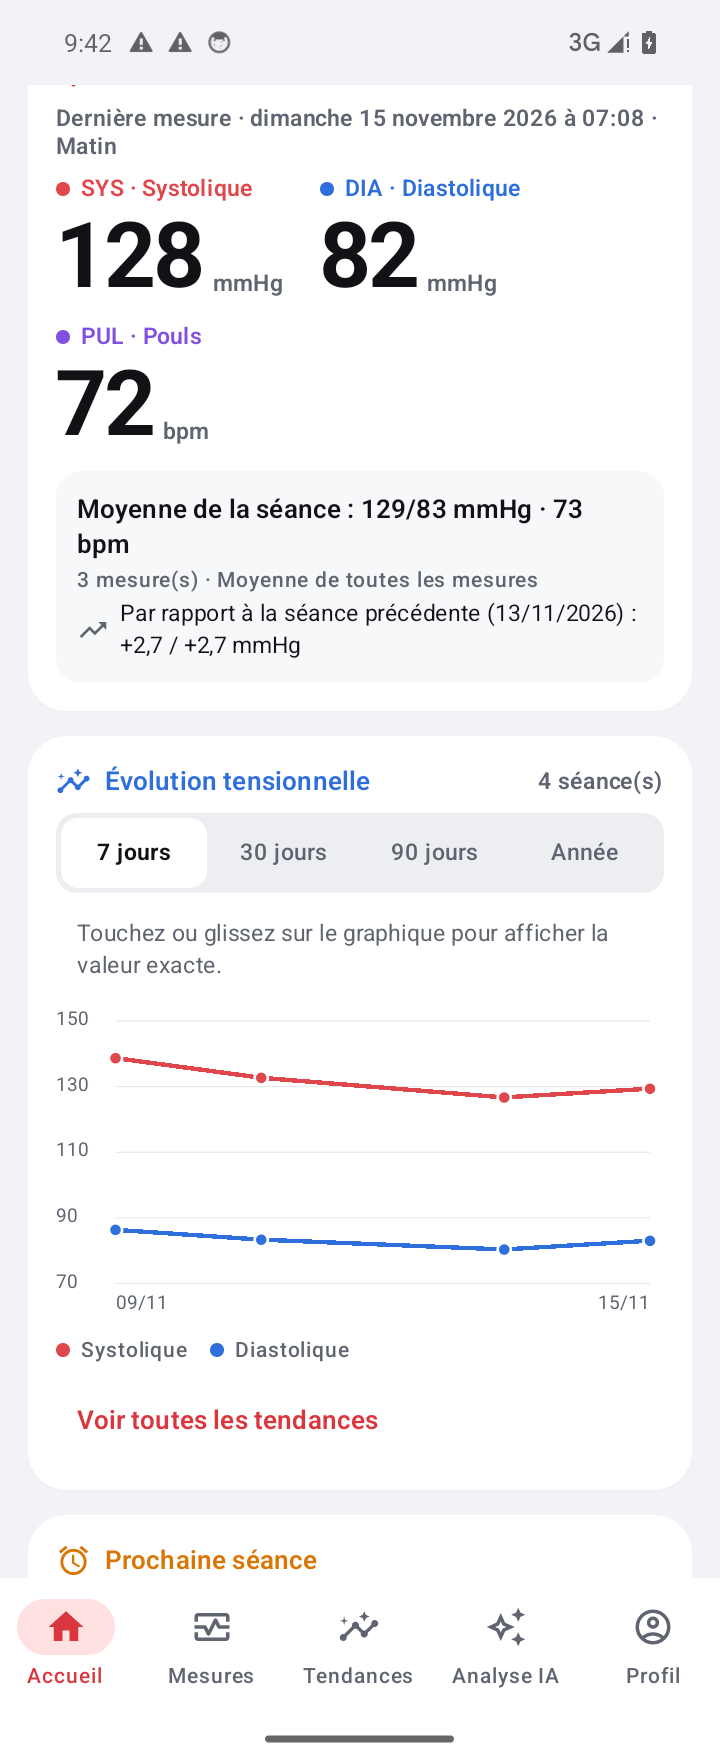 9:42
3G
Dernière mesure · dimanche 15 novembre 2026 à 07:08 ·
Matin
SYS · Systolique
DIA · Diastolique
128 mmHg
82 mmHg
PUL · Pouls
72 bpm
Moyenne de la séance : 129/83 mmHg · 73
bpm
3 mesure(s) · Moyenne de toutes les mesures
Par rapport à la séance précédente (13/11/2026) :
+2,7 / +2,7 mmHg
Évolution tensionnelle
4 séance(s)
7 jours
30 jours
90 jours
Année
Touchez ou glissez sur le graphique pour afficher la
valeur exacte.
150
130
110
90
70
09/11
15/11
Systolique
Diastolique
Voir toutes les tendances
Prochaine séance
Accueil
Mesures
Tendances
Analyse IA
Profil